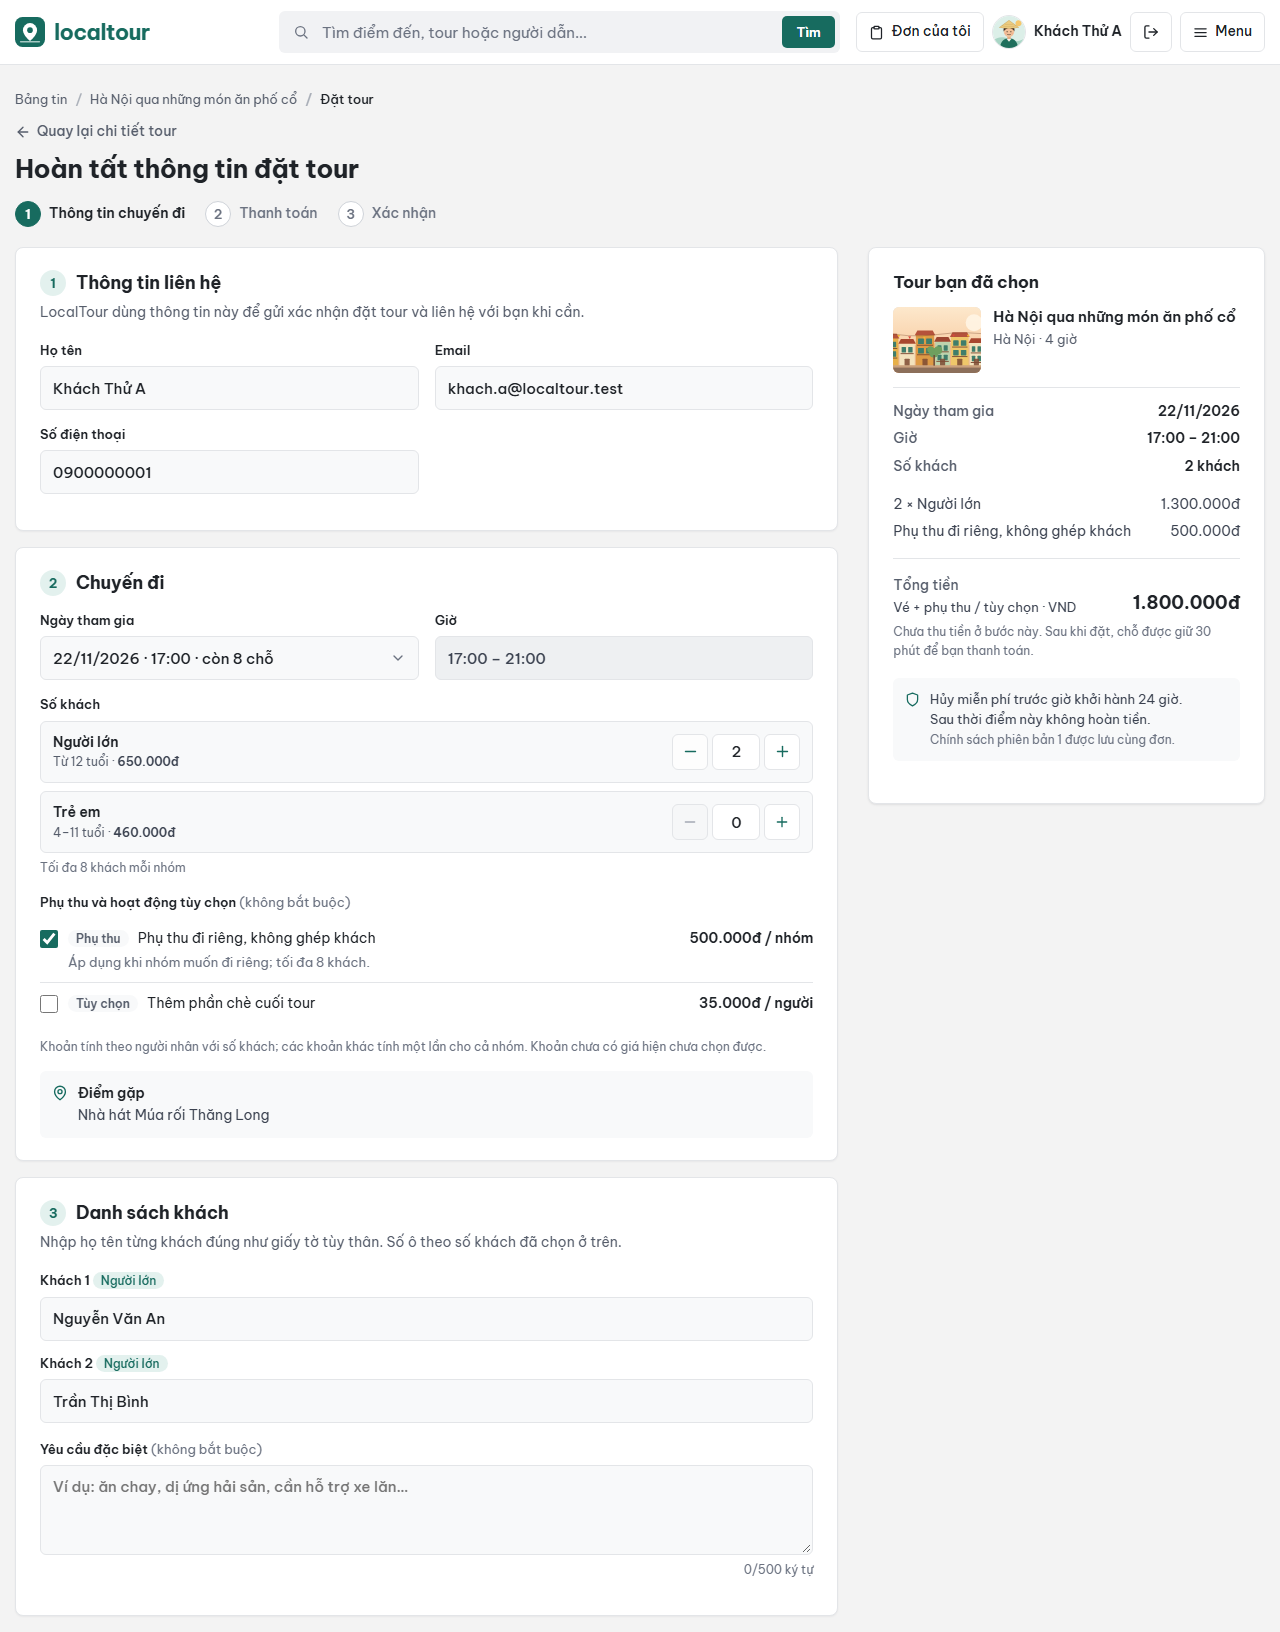 localtour
Tìm điểm đến, tour hoặc người dẫn...
Tìm
Đơn của tôi
Khách Thử A
Menu
Bảng tin / Hà Nội qua những món ăn phố cổ / Đặt tour
Quay lại chi tiết tour
Hoàn tất thông tin đặt tour
1 Thông tin chuyến đi
2 Thanh toán
3 Xác nhận
1 Thông tin liên hệ
LocalTour dùng thông tin này để gửi xác nhận đặt tour và liên hệ với bạn khi cần.
Họ tên
Khách Thử A
Email
khach.a@localtour.test
Số điện thoại
0900000001
2 Chuyến đi
Ngày tham gia
22/11/2026 · 17:00 · còn 8 chỗ
Giờ
17:00 – 21:00
Số khách
Người lớn
Từ 12 tuổi · 650.000đ
− 2 +
Trẻ em
4–11 tuổi · 460.000đ
− 0 +
Tối đa 8 khách mỗi nhóm
Phụ thu và hoạt động tùy chọn (không bắt buộc)
Phụ thu Phụ thu đi riêng, không ghép khách 500.000đ / nhóm
Áp dụng khi nhóm muốn đi riêng; tối đa 8 khách.
Tùy chọn Thêm phần chè cuối tour 35.000đ / người
Khoản tính theo người nhân với số khách; các khoản khác tính một lần cho cả nhóm. Khoản chưa có giá hiện chưa chọn được.
Điểm gặp
Nhà hát Múa rối Thăng Long
3 Danh sách khách
Nhập họ tên từng khách đúng như giấy tờ tùy thân. Số ô theo số khách đã chọn ở trên.
Khách 1 Người lớn
Nguyễn Văn An
Khách 2 Người lớn
Trần Thị Bình
Yêu cầu đặc biệt (không bắt buộc)
Ví dụ: ăn chay, dị ứng hải sản, cần hỗ trợ xe lăn...
0/500 ký tự
Tour bạn đã chọn
Hà Nội qua những món ăn phố cổ
Hà Nội · 4 giờ
Ngày tham gia 22/11/2026
Giờ 17:00 – 21:00
Số khách 2 khách
2 × Người lớn 1.300.000đ
Phụ thu đi riêng, không ghép khách 500.000đ
Tổng tiền
Vé + phụ thu / tùy chọn · VND
1.800.000đ
Chưa thu tiền ở bước này. Sau khi đặt, chỗ được giữ 30
phút để bạn thanh toán.
Hủy miễn phí trước giờ khởi hành 24 giờ.
Sau thời điểm này không hoàn tiền.
Chính sách phiên bản 1 được lưu cùng đơn.